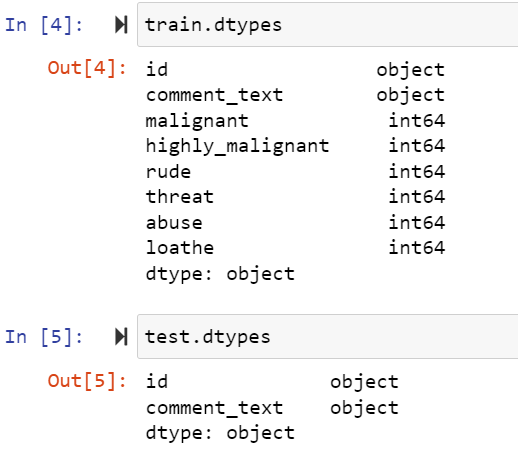 In [4]: train.dtypes
Out[4]: id object
comment_text object
malignant int64
highly_malignant int64
rude int64
threat int64
abuse int64
loathe int64
dtype: object
In [5]: test.dtypes
Out[5]: id object
comment_text object
dtype: object